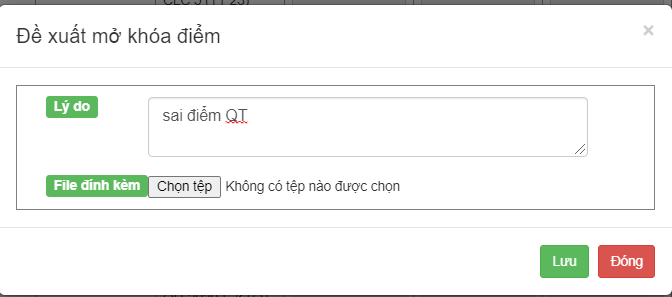 Đề xuất mở khóa điểm
×
Lý do
sai điểm QT
File đính kèm
Chọn tệp Không có tệp nào được chọn
Lưu
Đóng